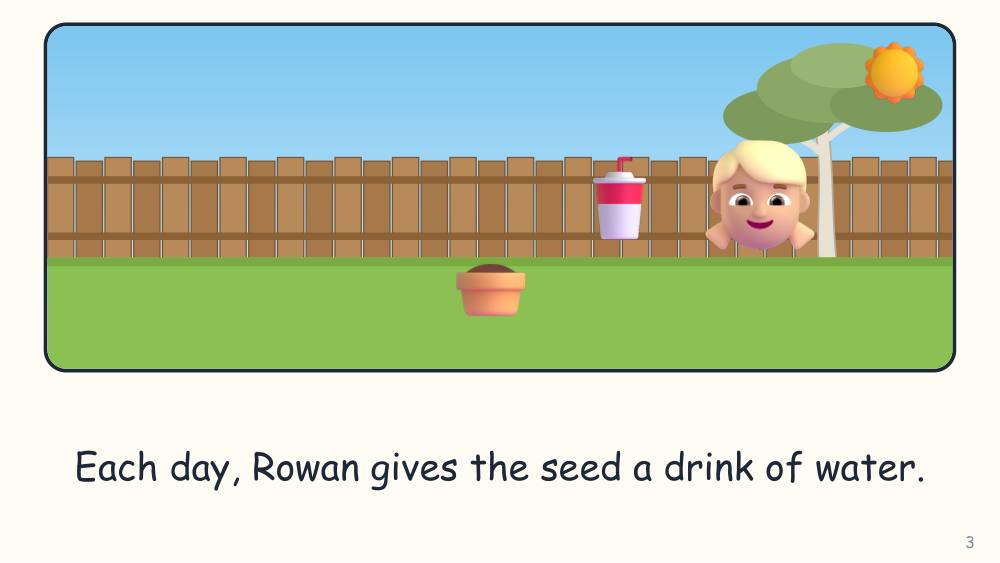 Each day, Rowan gives the seed a drink of water.
3